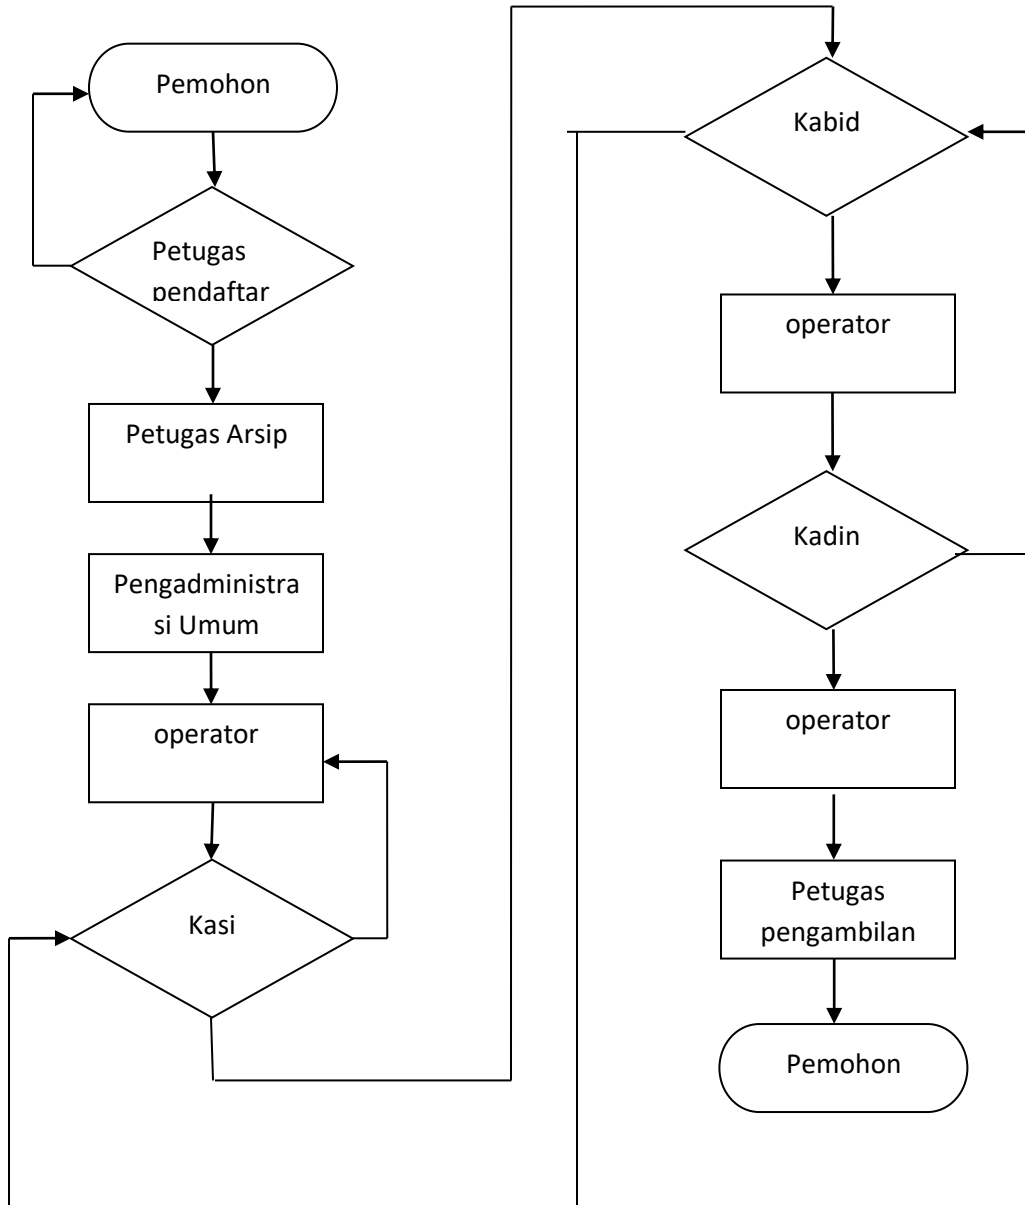 Pemohon
Petugas
pendaftar
Petugas Arsip
Pengadministra
si Umum
operator
Kasi
Kabid
operator
Kadin
operator
Petugas
pengambilan
Pemohon